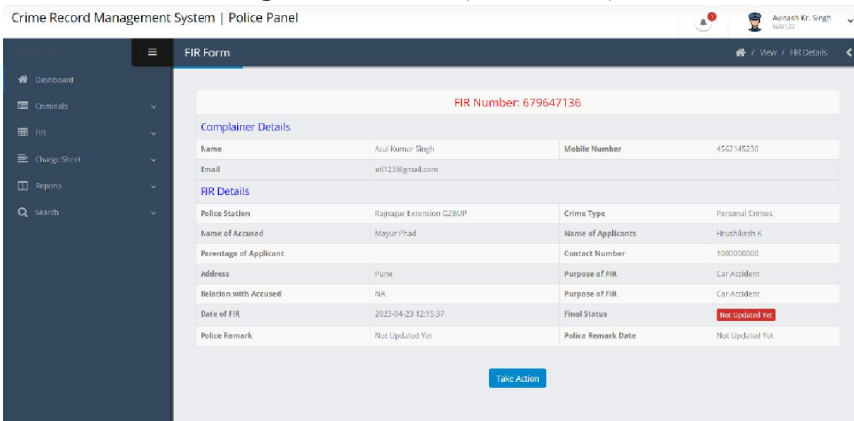 Crime Record Management System | Police Panel
Avinash Kr. Singh
FIR Form
/ View / FIR Details
Dashboard
Criminals
FIR
Charge Sheet
Reports
Search
FIR Number: 679647136
Complainer Details
Name Atul Kumar Singh Mobile Number 4562145230
Email atl123@gmail.com
FIR Details
Police Station Rajnagar Extension GZBUP Crime Type Personal Crimes
Name of Accused Mayur Phad Name of Applicants Hrushikesh K
Parentage of Applicant Contact Number 1000000000
Address Pune Purpose of FIR Car Accident
Relation with Accused NA Purpose of FIR Car Accident
Date of FIR 2023-04-23 12:15:37 Final Status Not Updated Yet
Police Remark Not Updated Yet Police Remark Date Not Updated Yet
Take Action